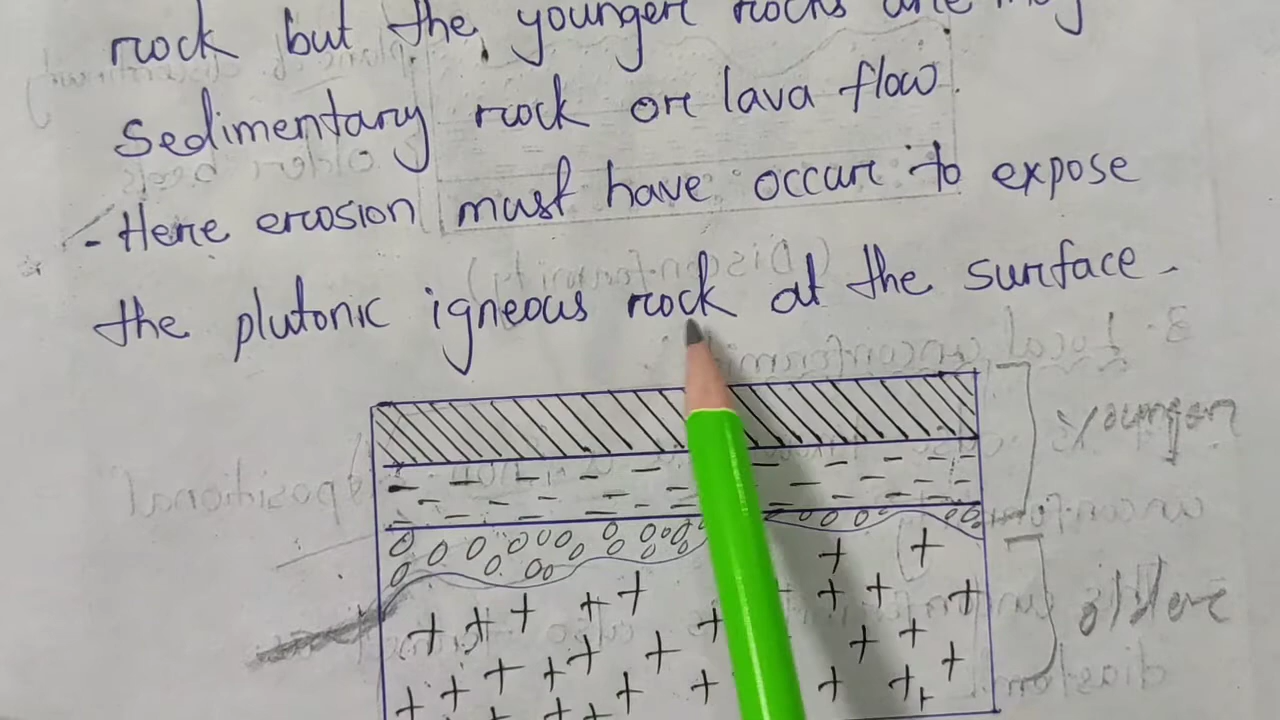 rock but the younger rocks are may
Sedimentary rock or lava flow.
- Here erosion must have occur to expose
the plutonic igneous rock at the surface.
younger
older